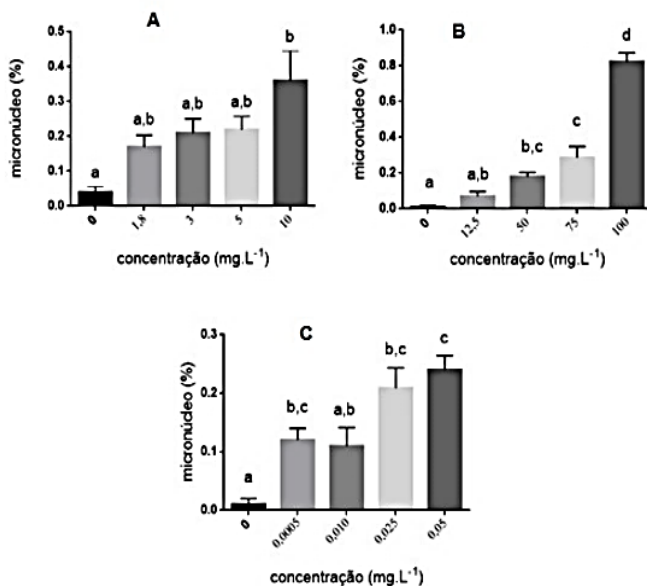 A
micronúcleo (%)
0.5
0.4
0.3
0.2
0.1
0.0
a
a,b
a,b
a,b
b
0
1,8
3
5
10
concentração (mg.L-1)
B
micronúcleo (%)
1.0
0.8
0.6
0.4
0.2
0.0
a
a,b
b,c
c
d
0
12,5
50
75
100
concentração (mg.L-1)
C
micronúcleo (%)
0.3
0.2
0.1
0.0
a
b,c
a,b
b,c
c
0
0,0005
0,010
0,025
0,05
concentração (mg.L-1)